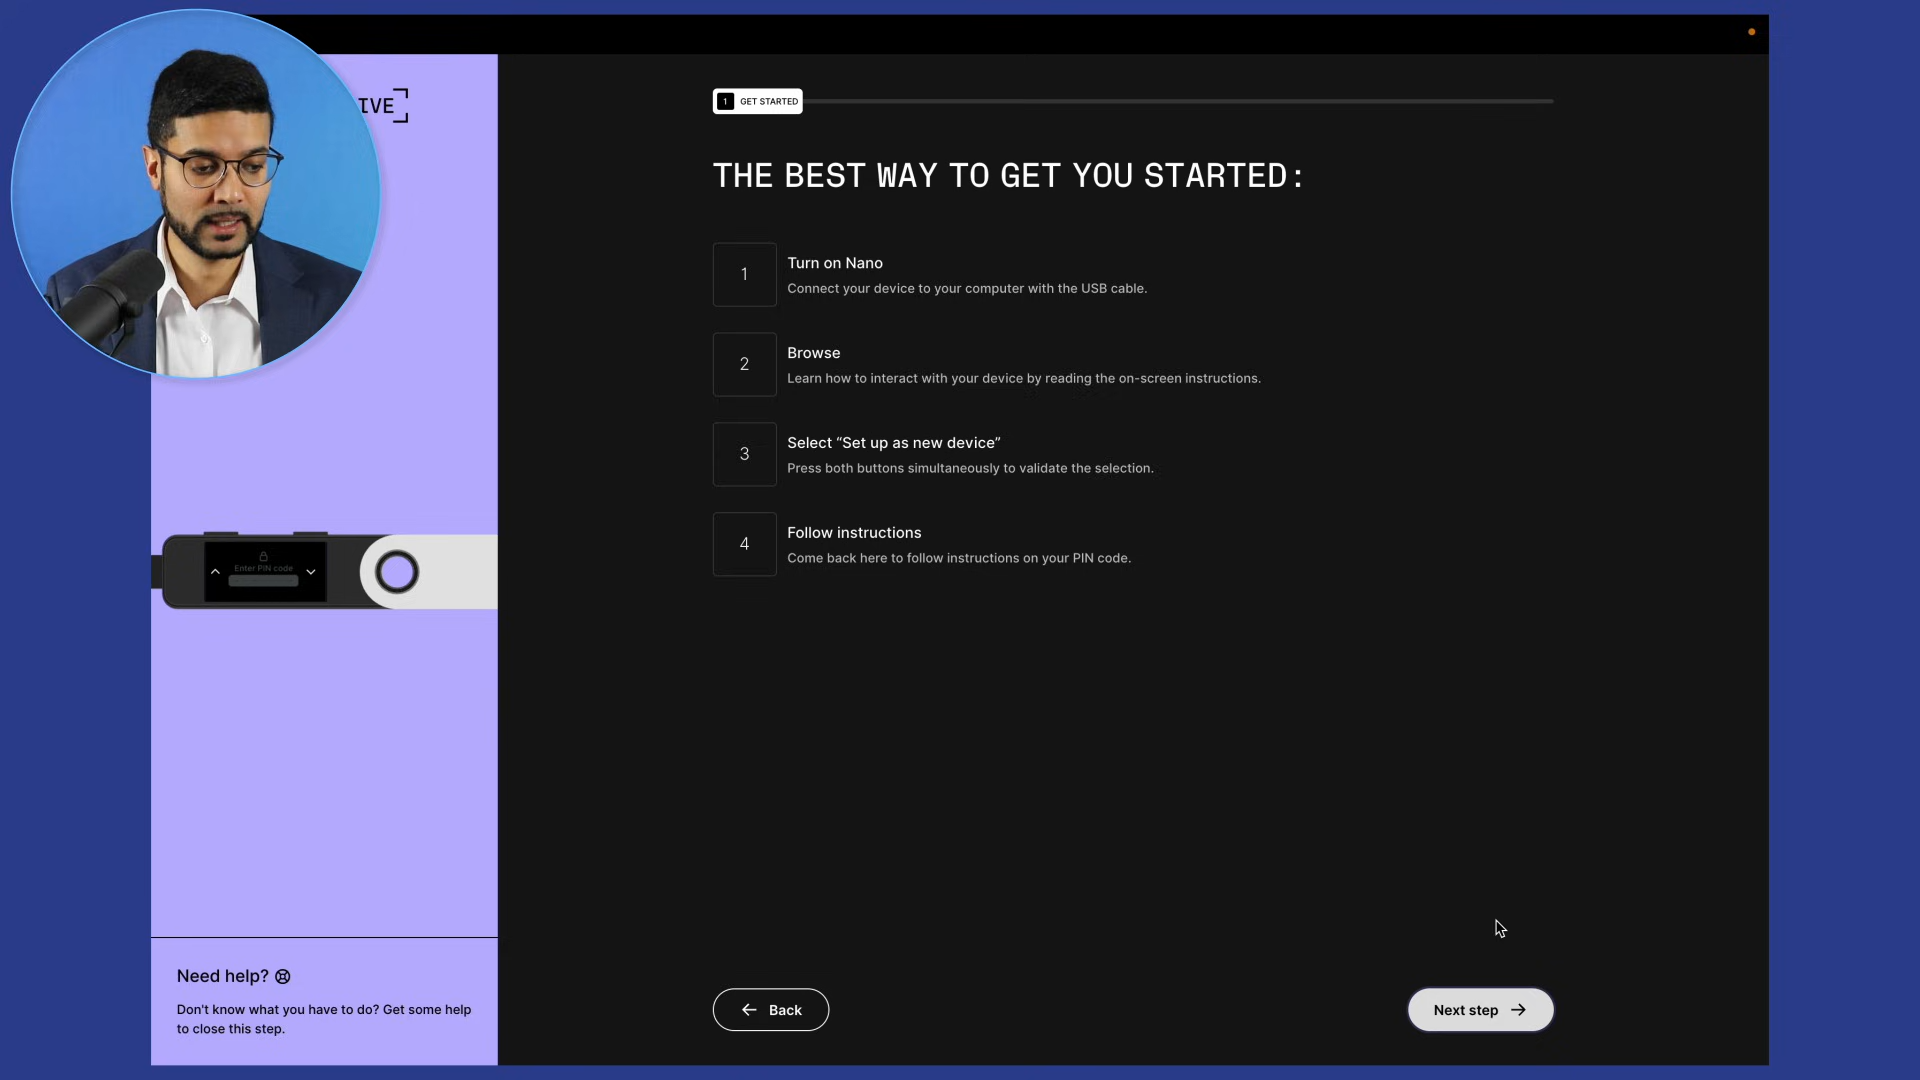 IVE
1 GET STARTED
THE BEST WAY TO GET YOU STARTED:
1
Turn on Nano
Connect your device to your computer with the USB cable.
2
Browse
Learn how to interact with your device by reading the on-screen instructions.
3
Select “Set up as new device”
Press both buttons simultaneously to validate the selection.
4
Follow instructions
Come back here to follow instructions on your PIN code.
Enter PIN code
Need help?
Don't know what you have to do? Get some help
to close this step.
Back
Next step